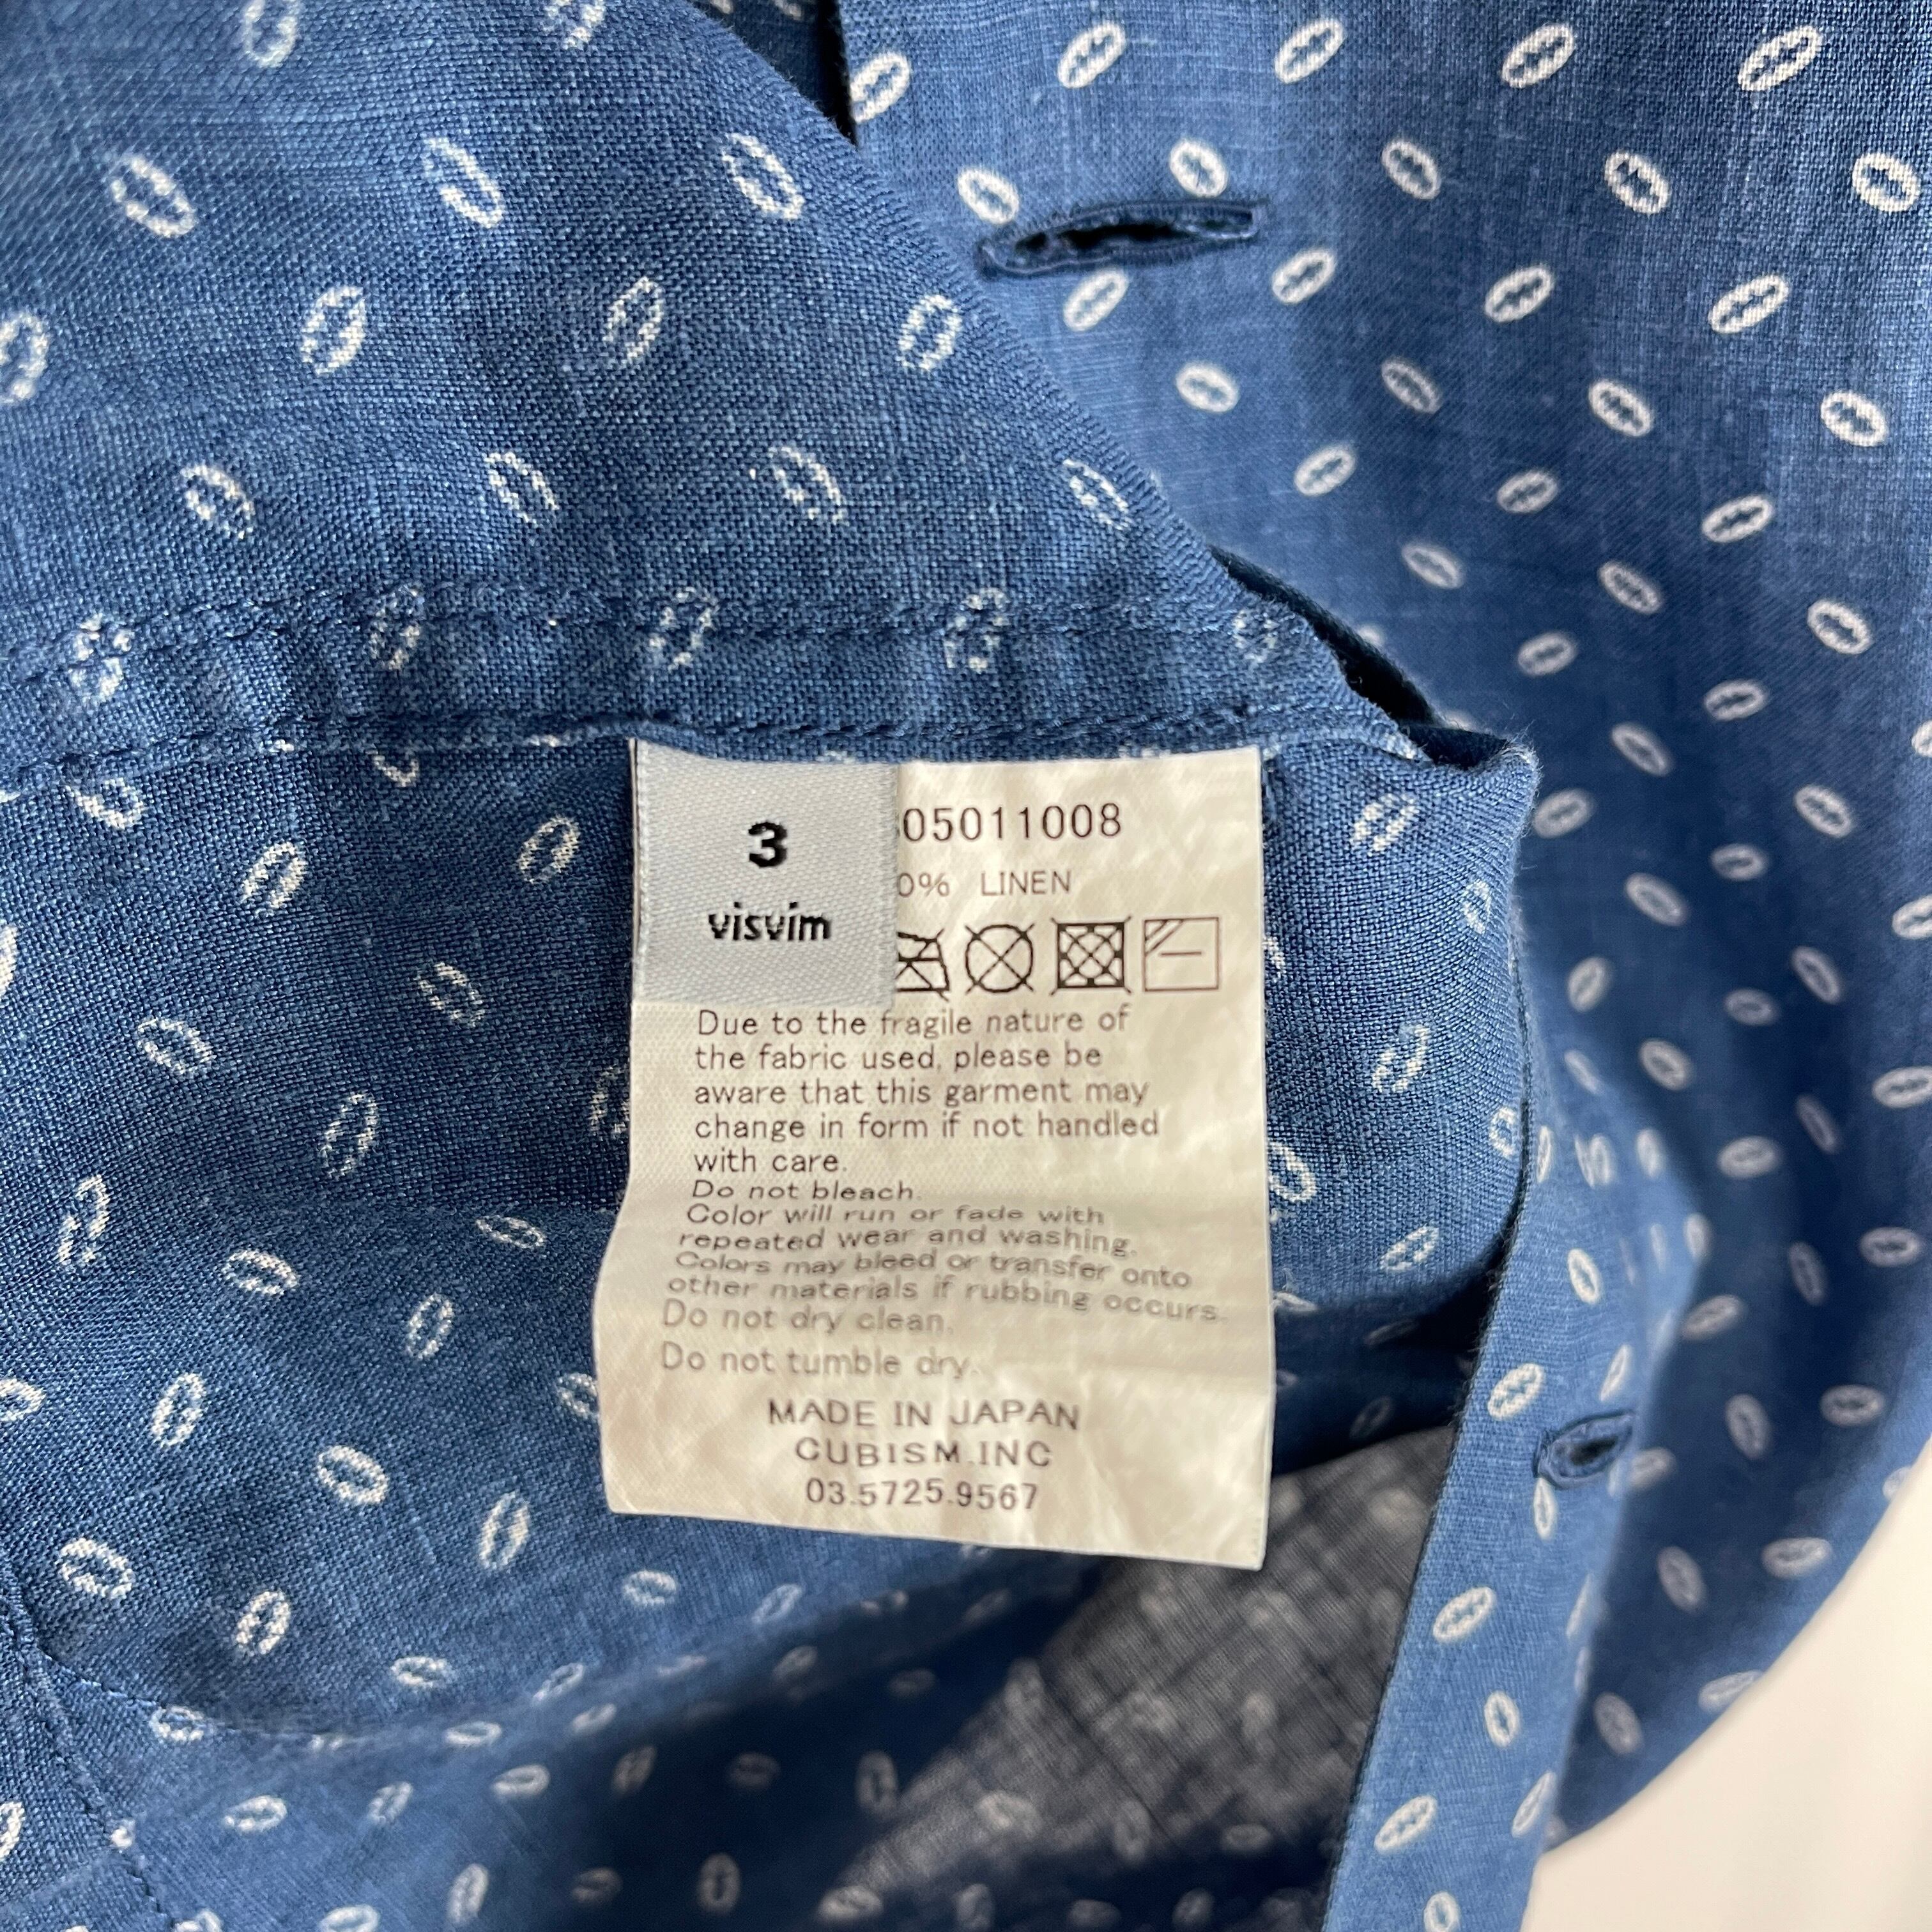 3
visvim
05011008
0% LINEN
Due to the fragile nature of
the fabric used, please be
aware that this garment may
change in form if not handled
with care.
Do not bleach.
Color will run or fade with
repeated wear and washing.
Colors may bleed or transfer onto
other materials if rubbing occurs.
Do not dry clean.
Do not tumble dry.
MADE IN JAPAN
CUBISM.INC
03.5725.9567